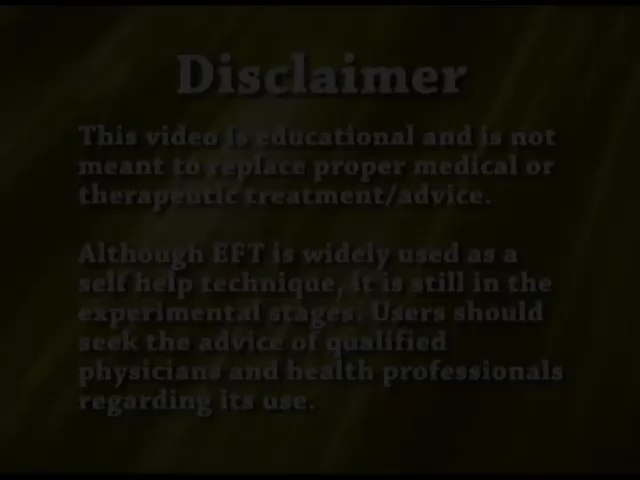 Disclaimer
This video is educational and is not
meant to replace proper medical or
therapeutic treatment/advice.
Although EFT is widely used as a
self help technique, it is still in the
experimental stages. Users should
seek the advice of qualified
physicians and health professionals
regarding its use.